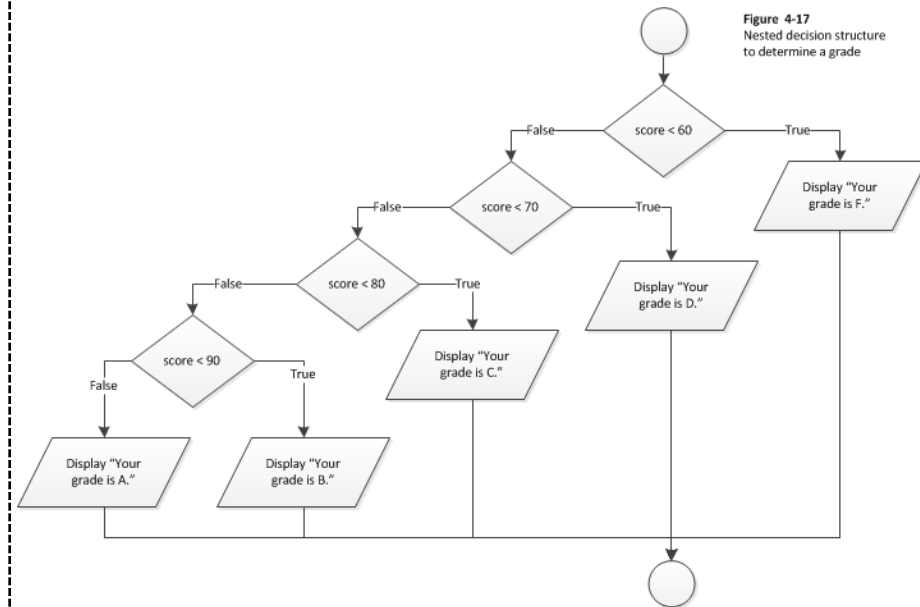 Figure 4-17
Nested decision structure
to determine a grade
score < 60
False
True
Display “Your
grade is F.”
score < 70
False
True
Display “Your
grade is D.”
score < 80
False
True
Display “Your
grade is C.”
score < 90
False
True
Display “Your
grade is A.”
Display “Your
grade is B.”